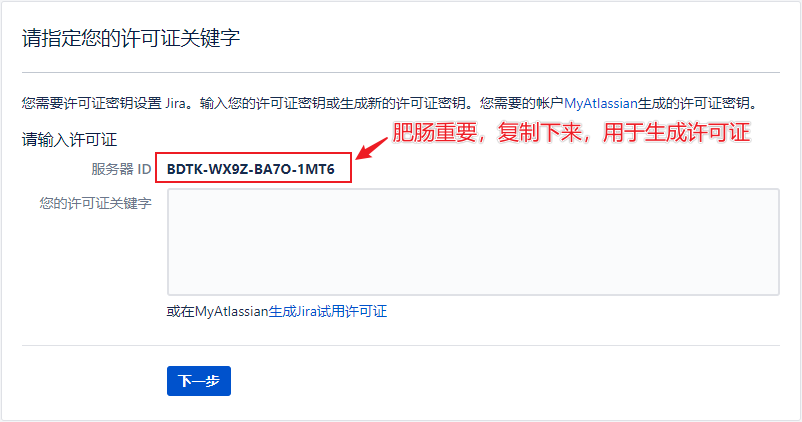 请指定您的许可证关键字
您需要许可证密钥设置 Jira。输入您的许可证密钥或生成新的许可证密钥。您需要的帐户MyAtlassian生成的许可证密钥。
请输入许可证
肥肠重要，复制下来，用于生成许可证
服务器 ID BDTK-WX9Z-BA7O-1MT6
您的许可证关键字
或在MyAtlassian生成Jira试用许可证
下一步